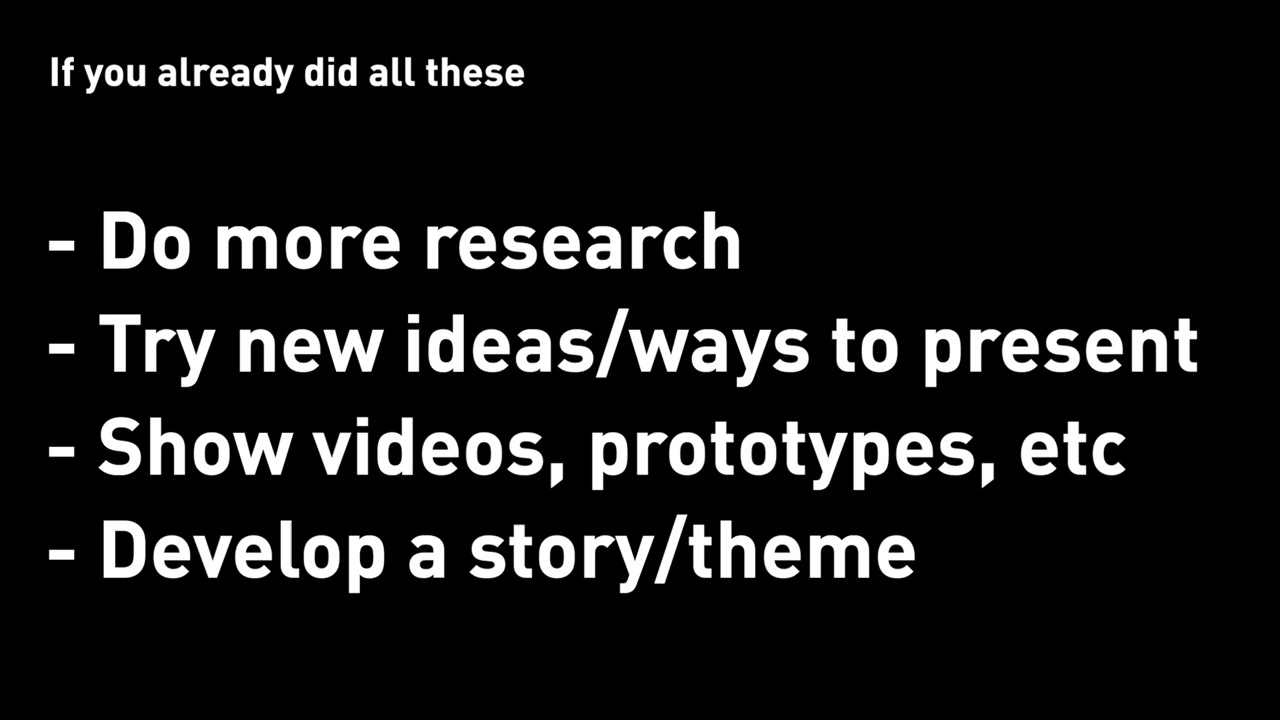 If you already did all these
- Do more research
- Try new ideas/ways to present
- Show videos, prototypes, etc
- Develop a story/theme